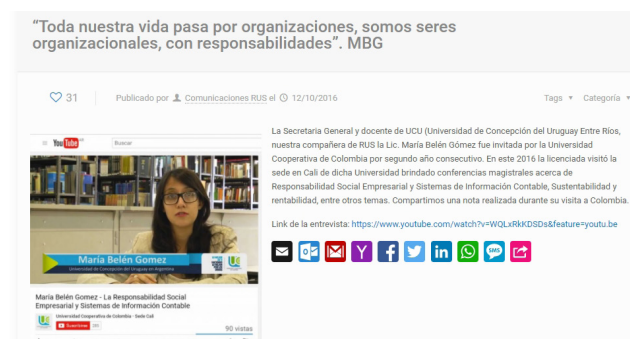 “Toda nuestra vida pasa por organizaciones, somos seres
organizacionales, con responsabilidades”. MBG
31
Publicado por Comunicaciones RUS el 12/10/2016
Tags ▾ Categoría ▾
YouTube
Buscar
María Belén Gomez
Universidad de Concepción del Uruguay en Argentina
María Belén Gomez - La Responsabilidad Social
Empresarial y Sistemas de Información Contable
Universidad Cooperativa de Colombia - Sede Cali
Suscribirse
90 vistas
La Secretaria General y docente de UCU (Universidad de Concepción del Uruguay Entre Ríos,
nuestra compañera de RUS la Lic. María Belén Gómez fue invitada por la Universidad
Cooperativa de Colombia por segundo año consecutivo. En este 2016 la licenciada visitó la
sede en Cali de dicha Universidad brindado conferencias magistrales acerca de
Responsabilidad Social Empresarial y Sistemas de Información Contable, Sustentabilidad y
rentabilidad, entre otros temas. Compartimos una nota realizada durante su visita a Colombia.
Link de la entrevista: https://www.youtube.com/watch?v=WQLxRkKDSDs&feature=youtu.be
SMS